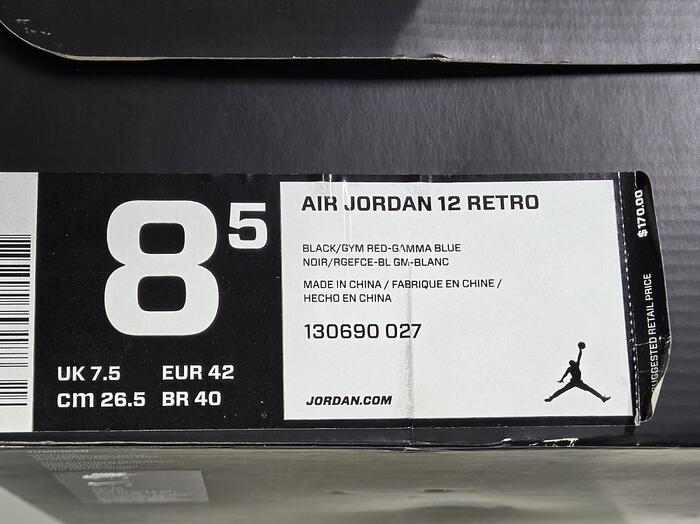 8 5
UK 7.5 EUR 42
cm 26.5 BR 40
AIR JORDAN 12 RETRO
BLACK/GYM RED-GAMMA BLUE
NOIR/RGEFCE-BL GM-BLANC
MADE IN CHINA / FABRIQUE EN CHINE /
HECHO EN CHINA
130690 027
JORDAN.COM
$170.00
SUGGESTED RETAIL PRICE